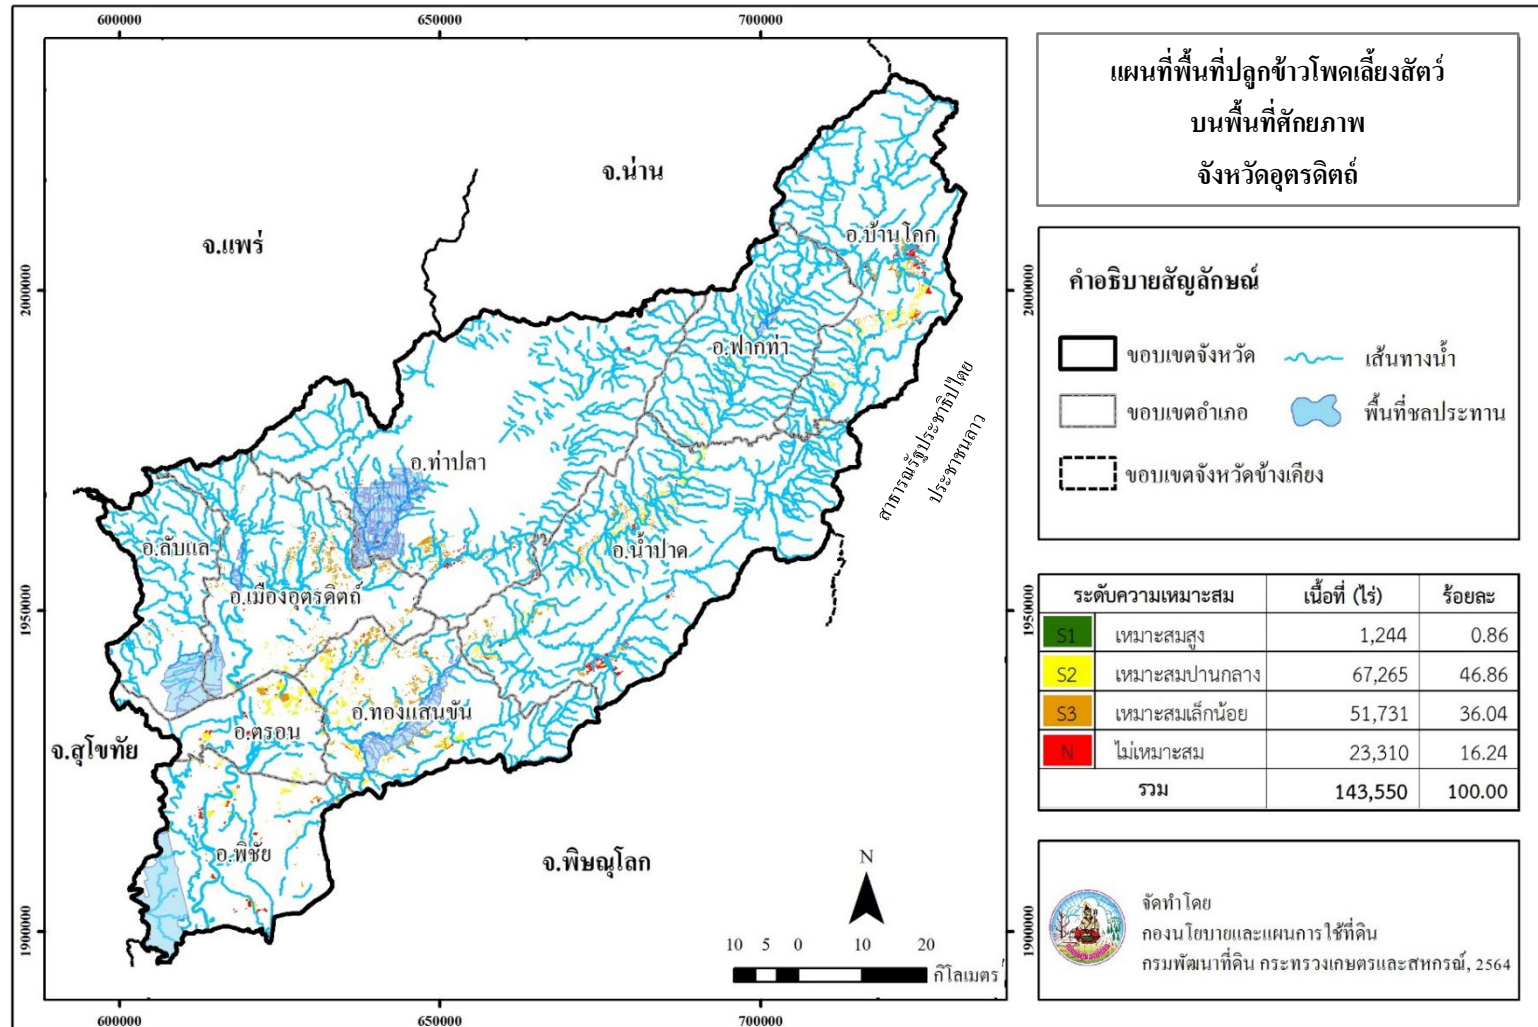 600000
650000
700000
แผนที่พื้นที่ปลูกข้าวโพดเลี้ยงสัตว์
บนพื้นที่ศักยภาพ
จังหวัดอุตรดิตถ์
จ.น่าน
จ.แพร่
อ.บ้านโคก
2000000
2000000
อ.ฟากท่า
สาธารณรัฐประชาธิปไตย
ประชาชนลาว
อ.ท่าปลา
อ.ลับแล
อ.น้ำปาด
อ.เมืองอุตรดิตถ์
1950000
1950000
อ.ทองแสนขัน
อ.ตรอน
จ.สุโขทัย
อ.พิชัย
จ.พิษณุโลก
1900000
1900000
N
10 5 0 10 20
กิโลเมตร
600000
650000
700000
คำอธิบายสัญลักษณ์
ขอบเขตจังหวัด
เส้นทางน้ำ
ขอบเขตอำเภอ
พื้นที่ชลประทาน
ขอบเขตจังหวัดข้างเคียง
ระดับความเหมาะสม เนื้อที่ (ไร่) ร้อยละ
S1 เหมาะสมสูง 1,244 0.86
S2 เหมาะสมปานกลาง 67,265 46.86
S3 เหมาะสมเล็กน้อย 51,731 36.04
N ไม่เหมาะสม 23,310 16.24
รวม 143,550 100.00
จัดทำโดย
กองนโยบายและแผนการใช้ที่ดิน
กรมพัฒนาที่ดิน กระทรวงเกษตรและสหกรณ์, 2564